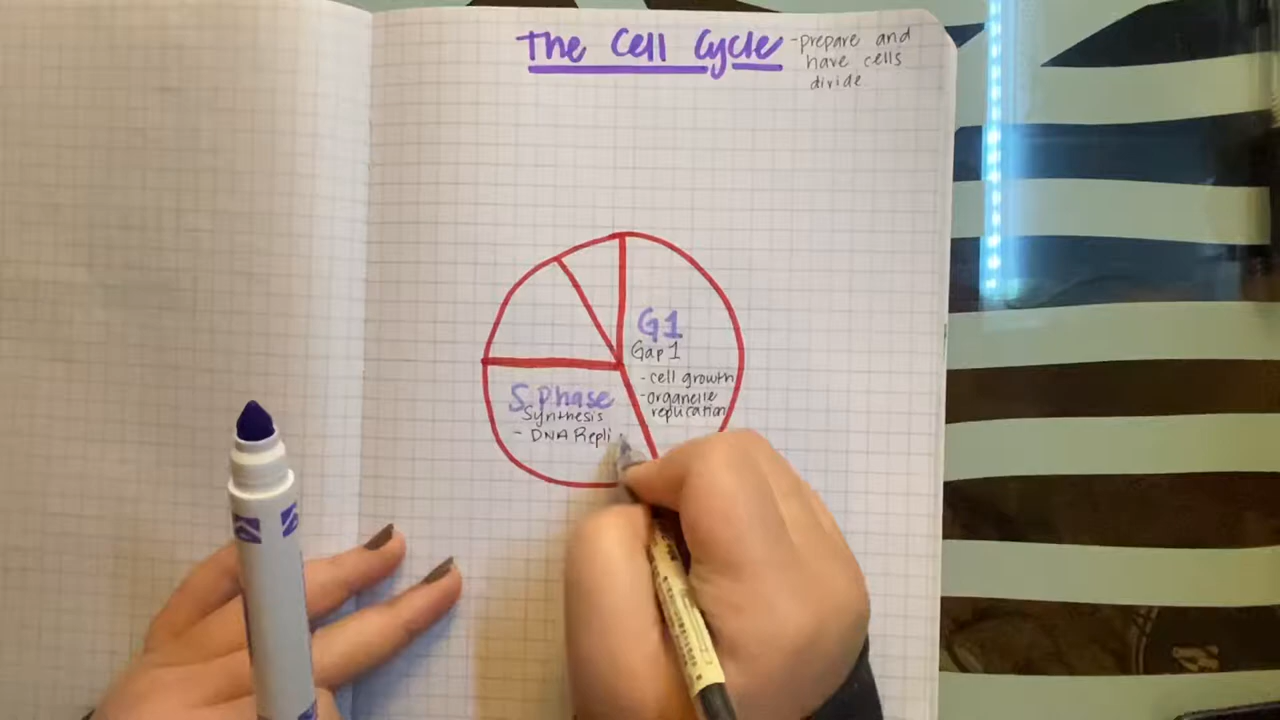 The Cell Cycle
-prepare and
have cells
divide.
G1
Gap 1
-cell growth
-organelle
replication
S Phase
Synthesis
- DNA Repli